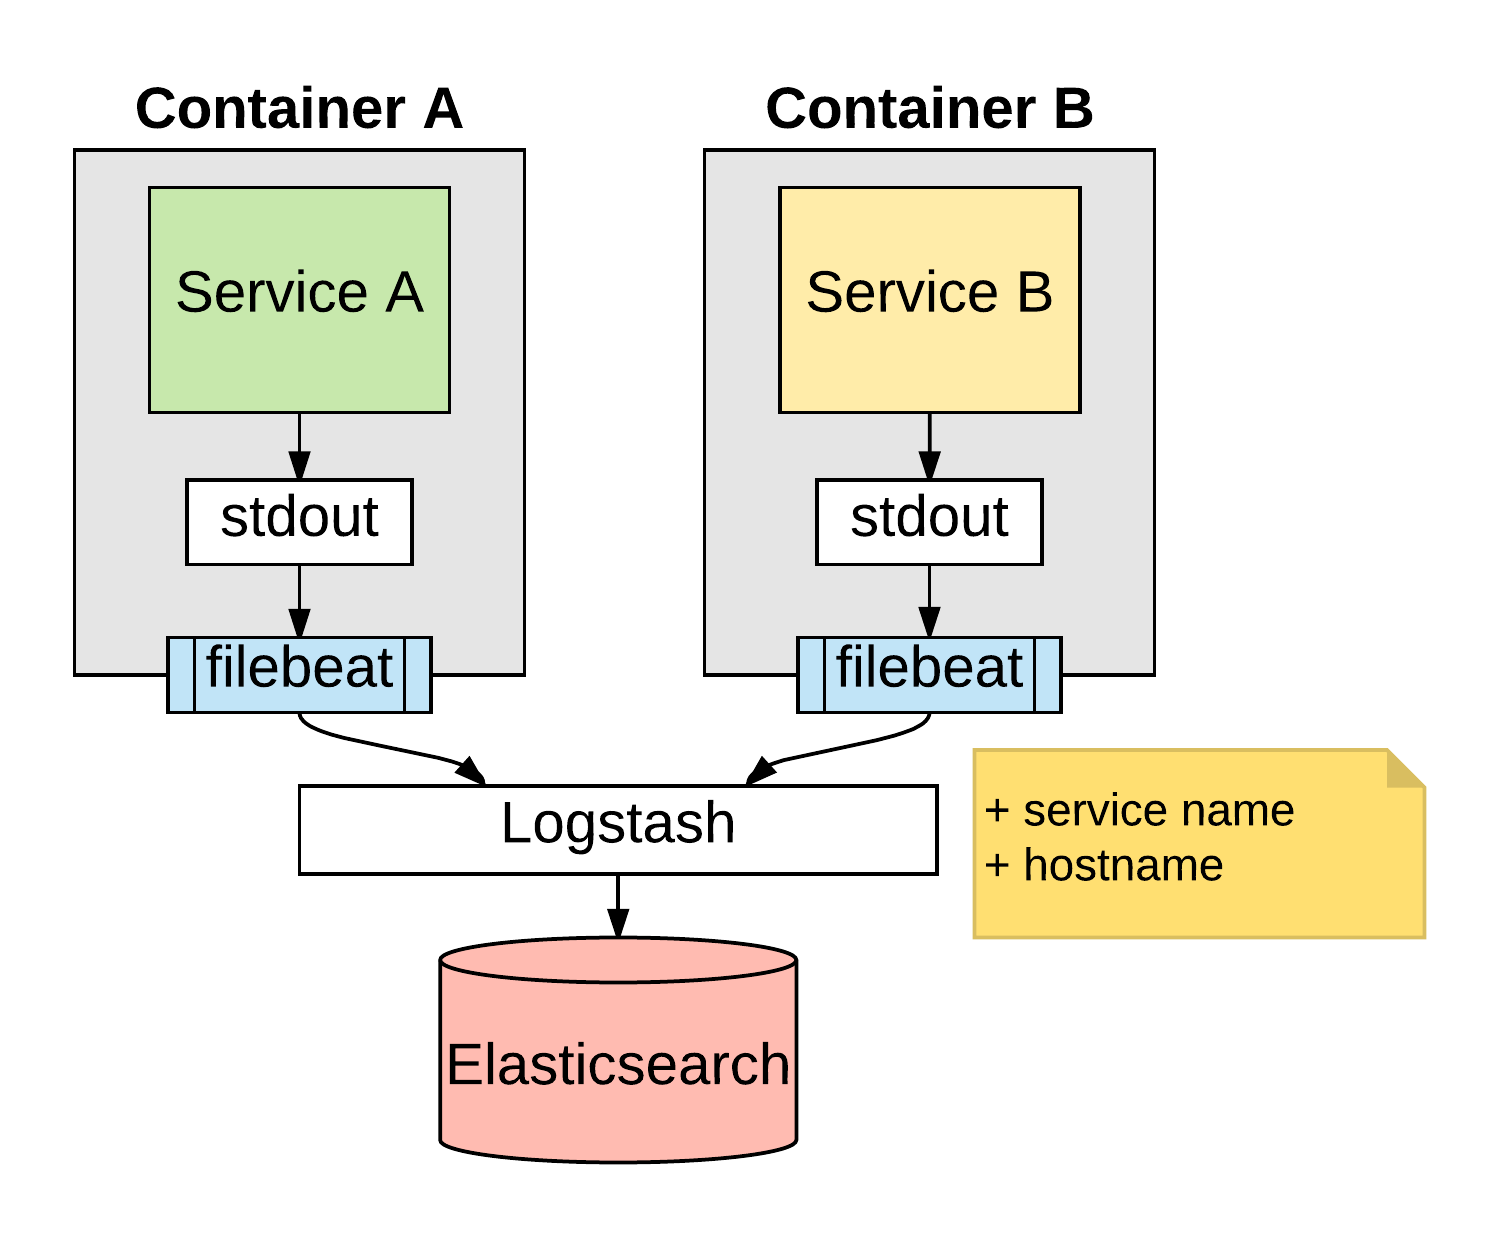 Container A
Container B
Service A
Service B
stdout
stdout
filebeat
filebeat
Logstash
+ service name
+ hostname
Elasticsearch